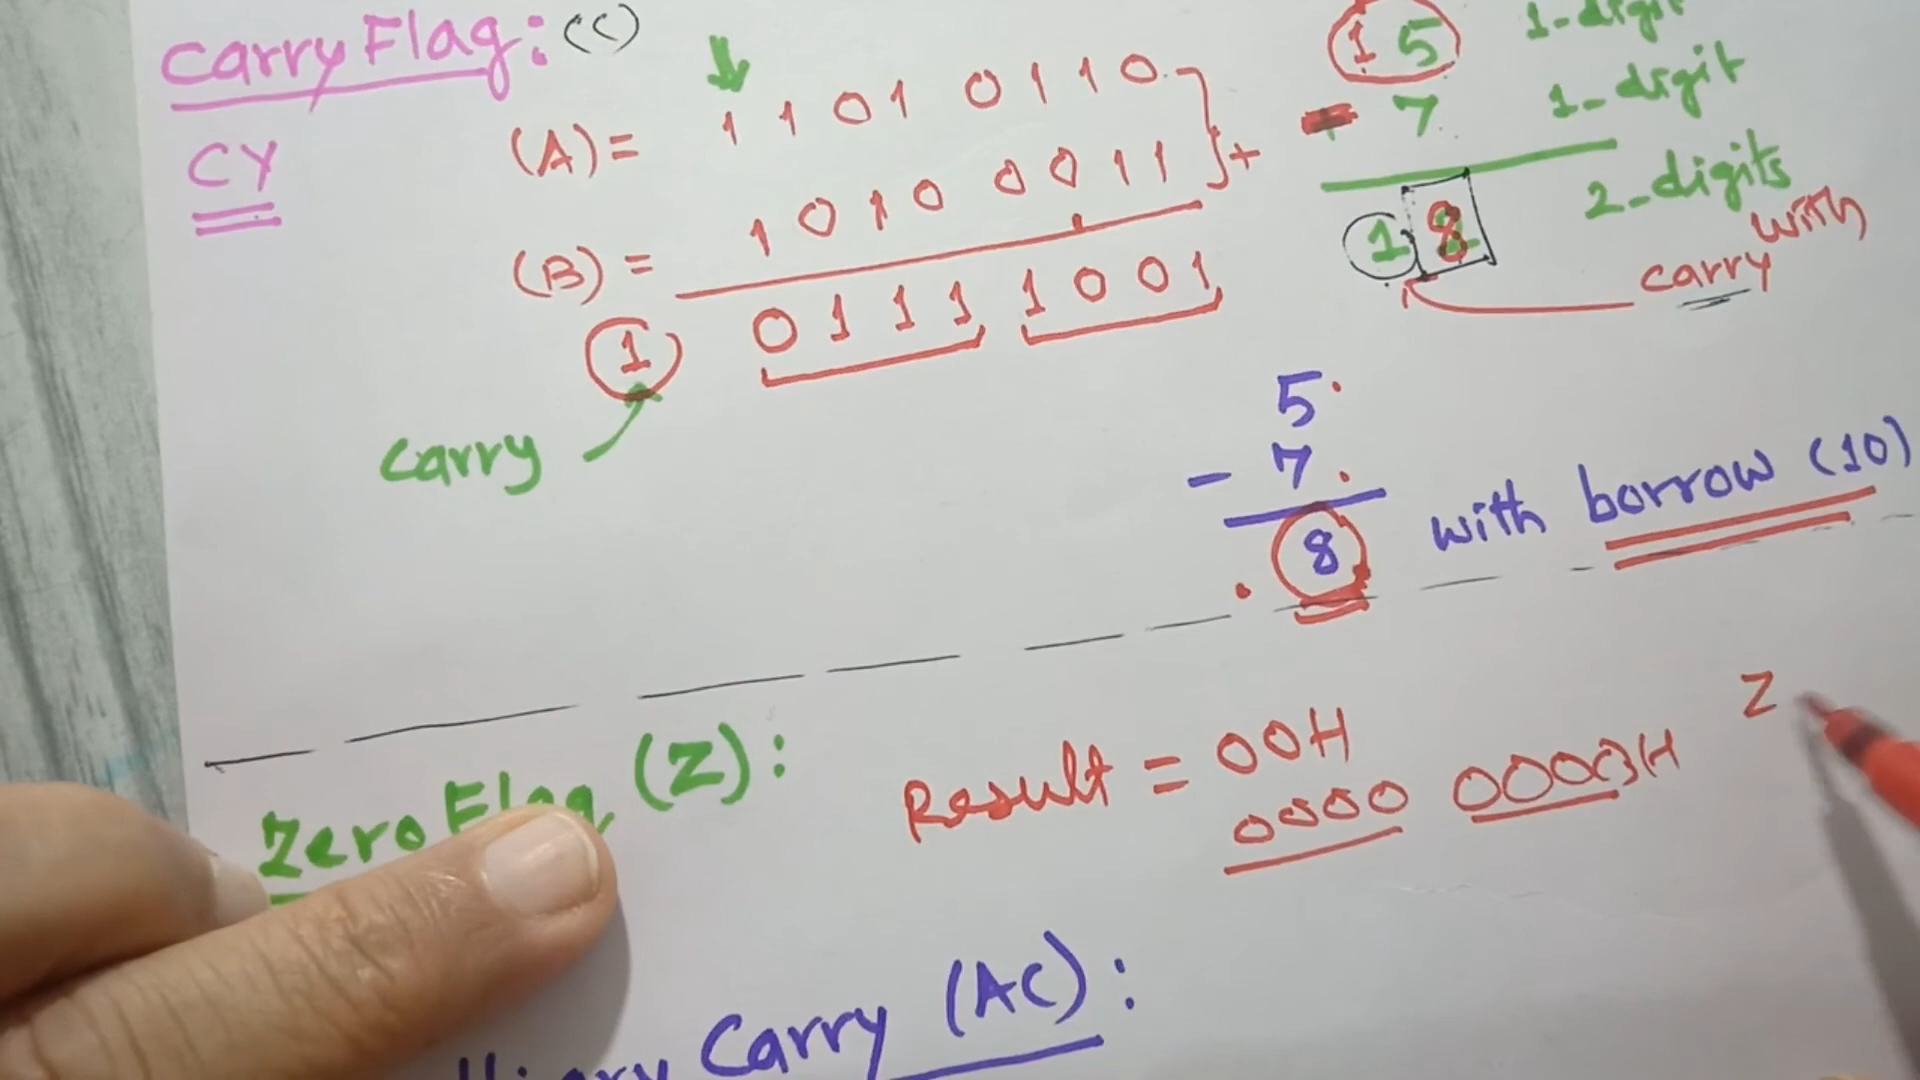 Carry Flag: (C)
CY
(A) = 1 1 0 1 0 1 1 0
(B) = 1 0 1 0 0 0 1 1 +
1 0 1 1 1 1 0 0 1
carry
1 5 1-digit
- 7 1-digit
1 8 2-digits
with
carry
5
- 7
8 with borrow (10)
Zero Flag (Z):
Result = 00H
0000 0000 H
Z
Carry (AC):